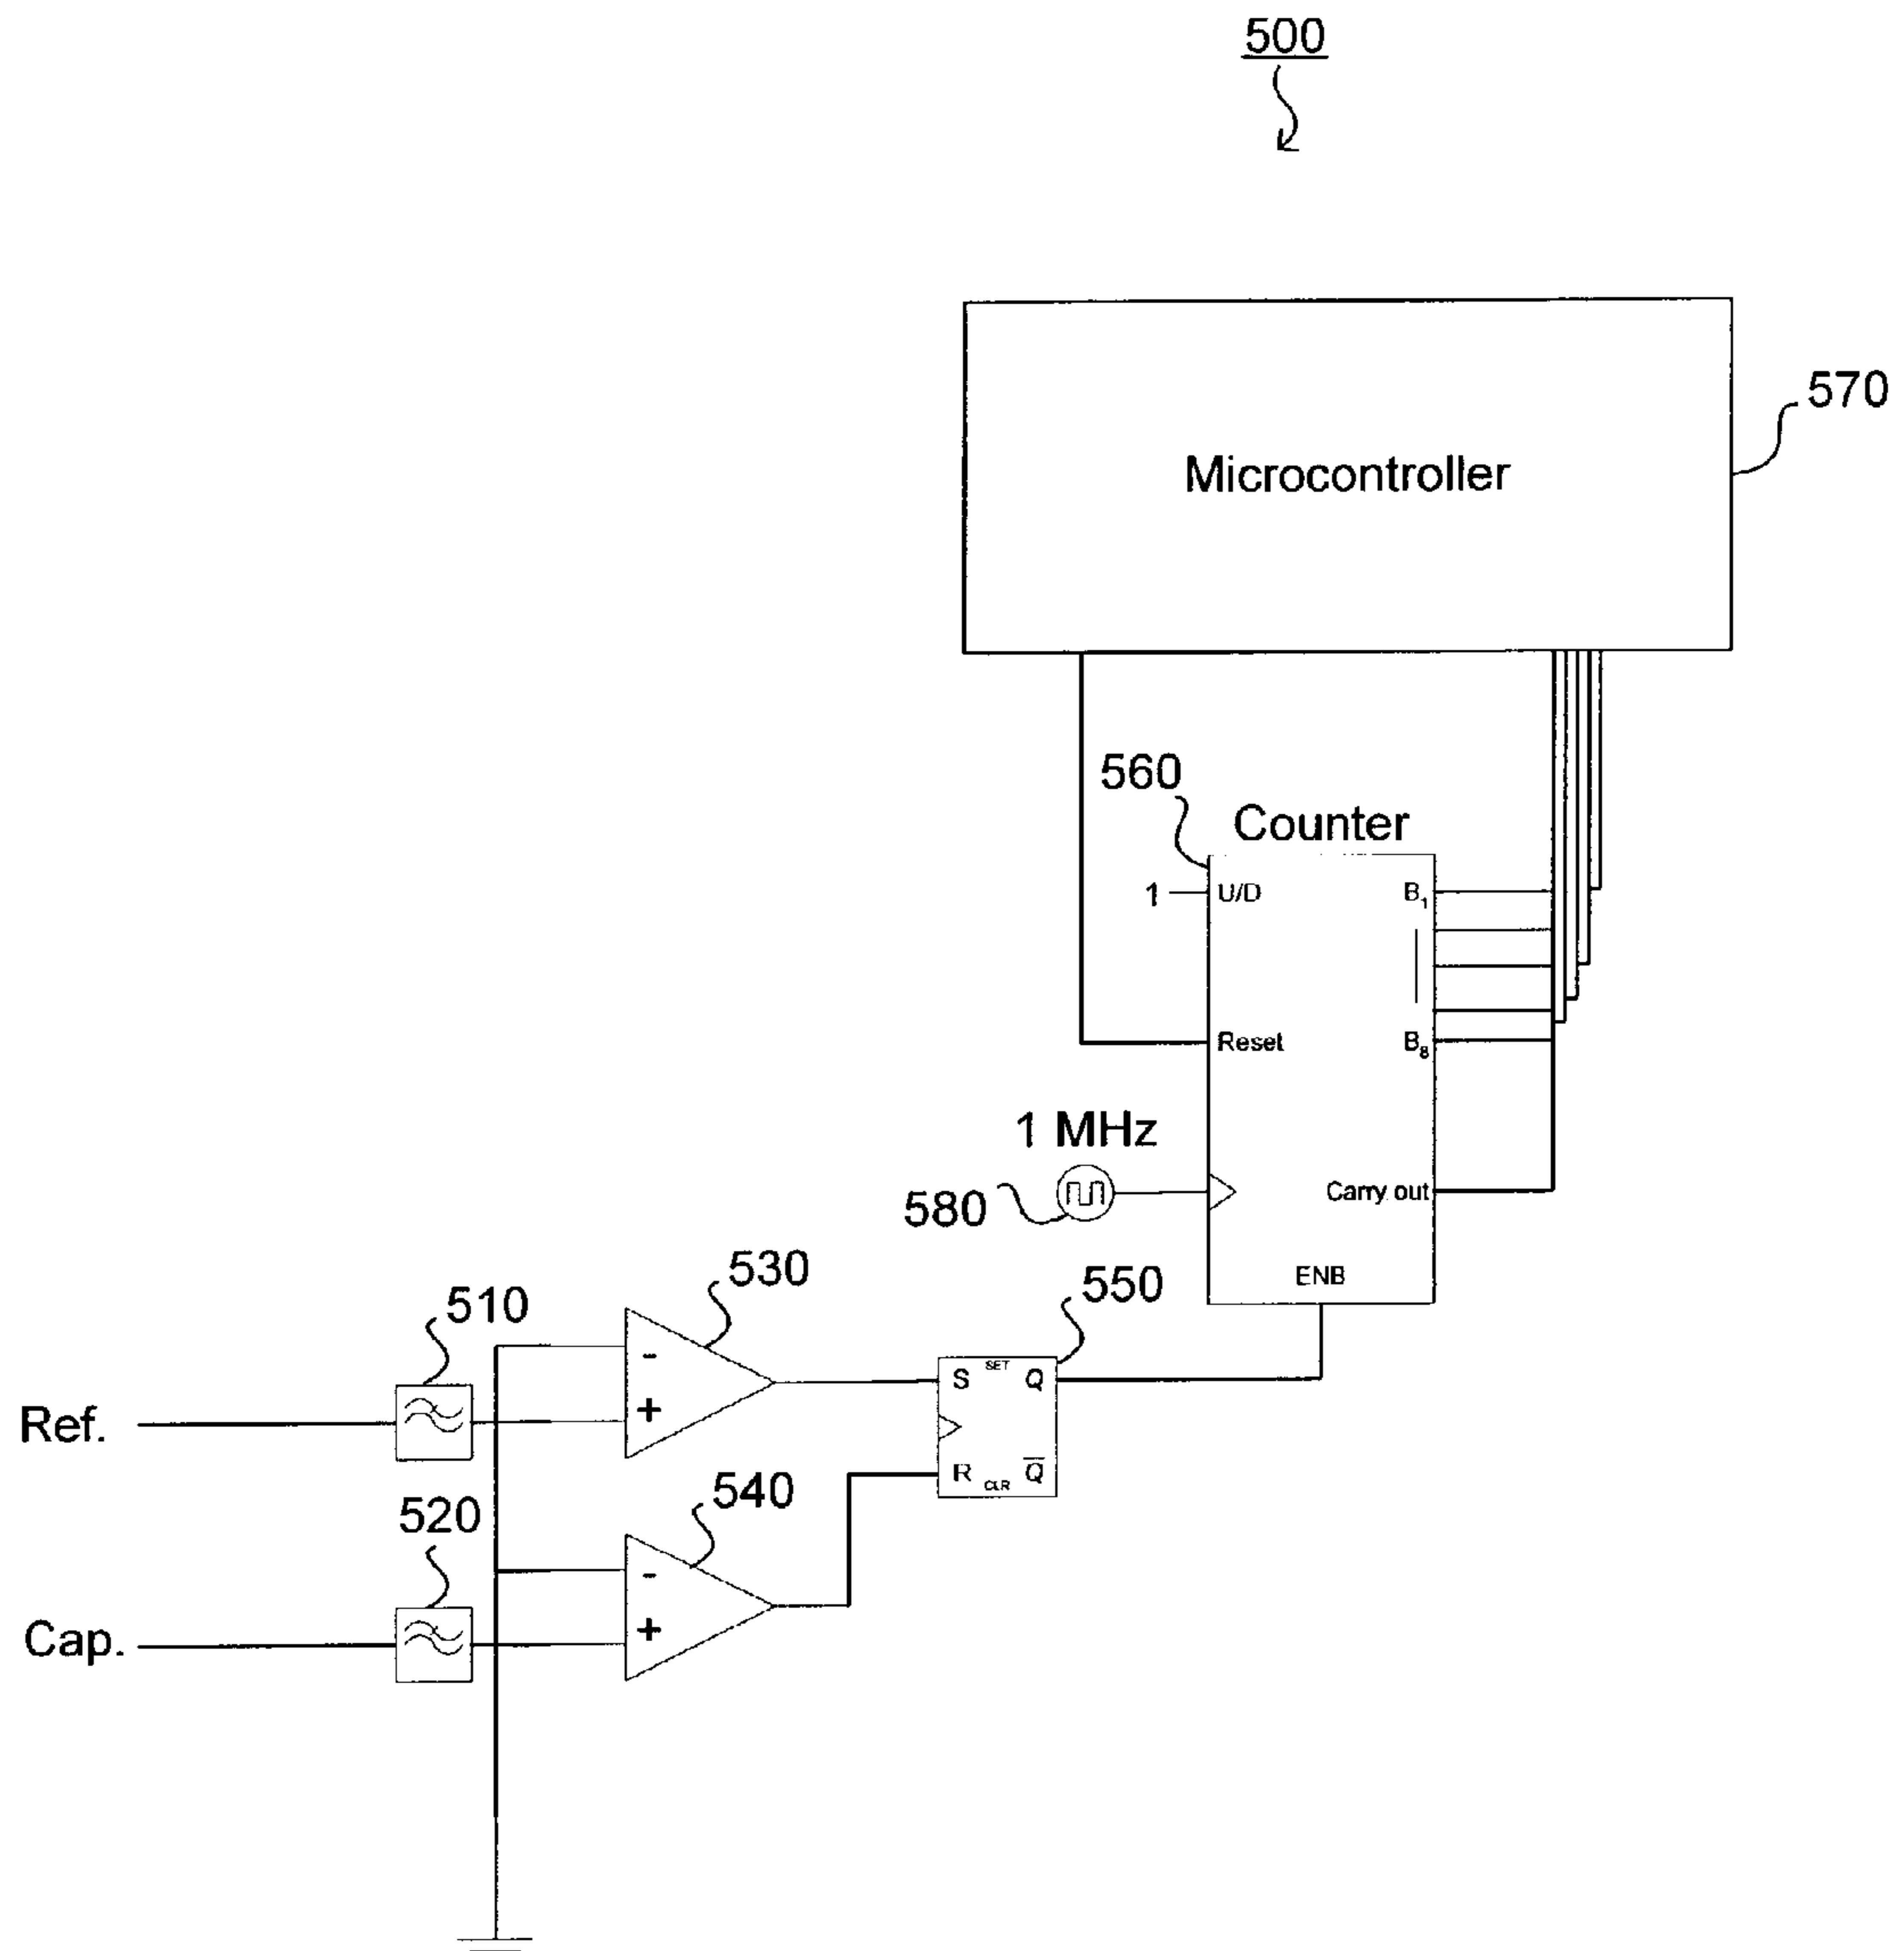 500
570
Microcontroller
560
Counter
1
U/D
B1
Reset
B8
1 MHz
580
Carry out
ENB
530
550
510
-
+
S
SET
Q
Ref.
R
CLR
Q̅
520
540
-
+
Cap.